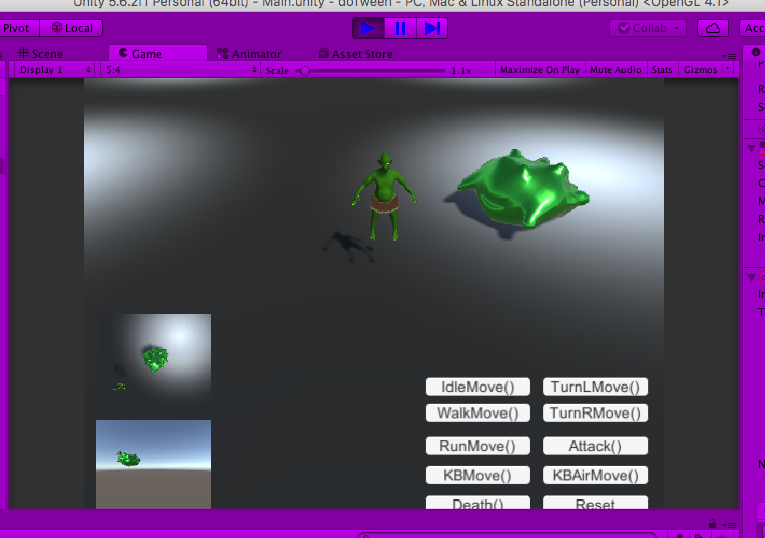 Unity 5.6.2f1 Personal (64bit) - Main.unity - doTween - PC, Mac & Linux Standalone (Personal) <OpenGL 4.1>
Pivot Local Collab
Scene Game Animator Asset Store
Display 1 5:4 Scale 1.1x Maximize On Play Mute Audio Stats Gizmos
IdleMove() TurnLMove()
WalkMove() TurnRMove()
RunMove() Attack()
KBMove() KBAirMove()
Death() Reset